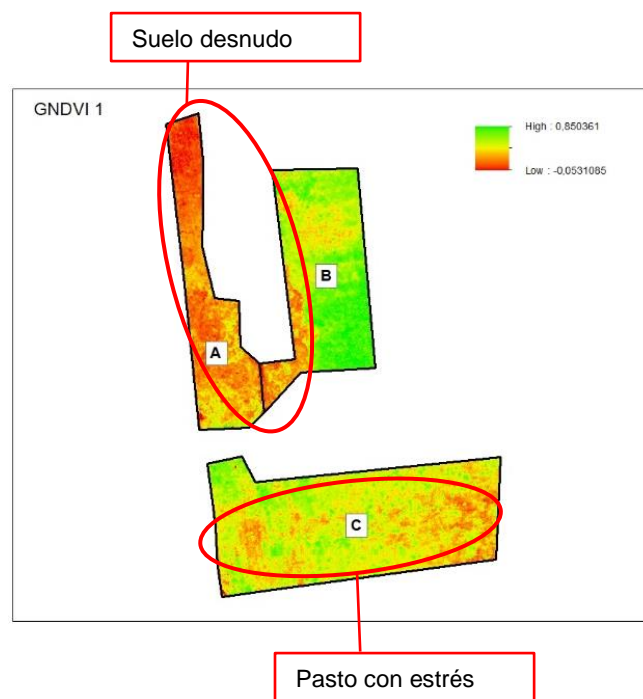 Suelo desnudo
GNDVI 1
High : 0,850361
Low : -0,0531085
B
A
C
Pasto con estrés